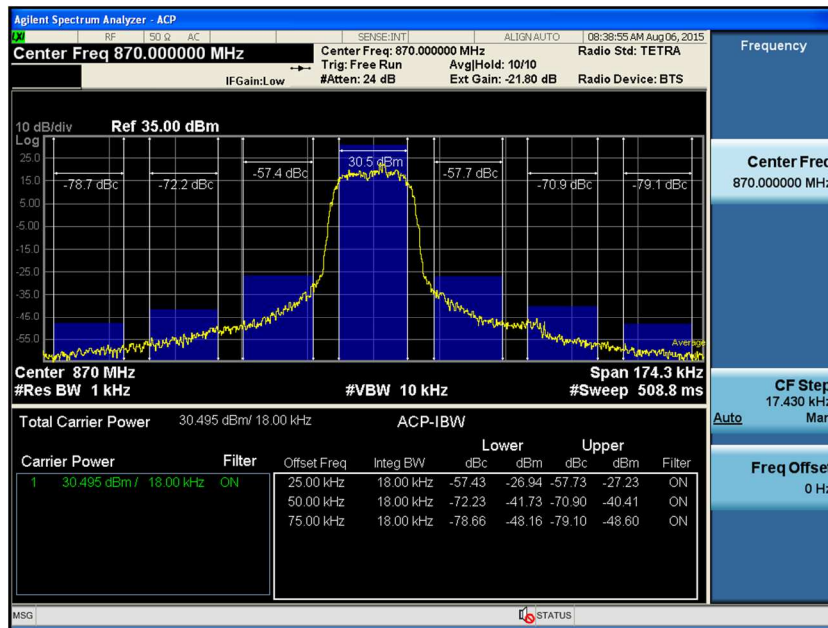 Agilent Spectrum Analyzer - ACP
LXI RF 50 Ω AC SENSE:INT ALIGN AUTO 08:38:55 AM Aug 06, 2015
Center Freq 870.000000 MHz Center Freq: 870.000000 MHz Radio Std: TETRA
Trig: Free Run Avg|Hold: 10/10
IFGain:Low #Atten: 24 dB Ext Gain: -21.80 dB Radio Device: BTS
10 dB/div Ref 35.00 dBm
Log
25.0
15.0
5.00
-5.00
-15.0
-25.0
-35.0
-45.0
-55.0
-78.7 dBc -72.2 dBc -57.4 dBc 30.5 dBm -57.7 dBc -70.9 dBc -79.1 dBc
Average
Center 870 MHz Span 174.3 kHz
#Res BW 1 kHz #VBW 10 kHz #Sweep 508.8 ms
Total Carrier Power 30.495 dBm/ 18.00 kHz ACP-IBW
Lower Upper
Carrier Power Filter Offset Freq Integ BW dBc dBm dBc dBm Filter
1 30.495 dBm / 18.00 kHz ON 25.00 kHz 18.00 kHz -57.43 -26.94 -57.73 -27.23 ON
50.00 kHz 18.00 kHz -72.23 -41.73 -70.90 -40.41 ON
75.00 kHz 18.00 kHz -78.66 -48.16 -79.10 -48.60 ON
MSG STATUS
Frequency
Center Freq
870.000000 MHz
CF Step
17.430 kHz
Auto Man
Freq Offset
0 Hz